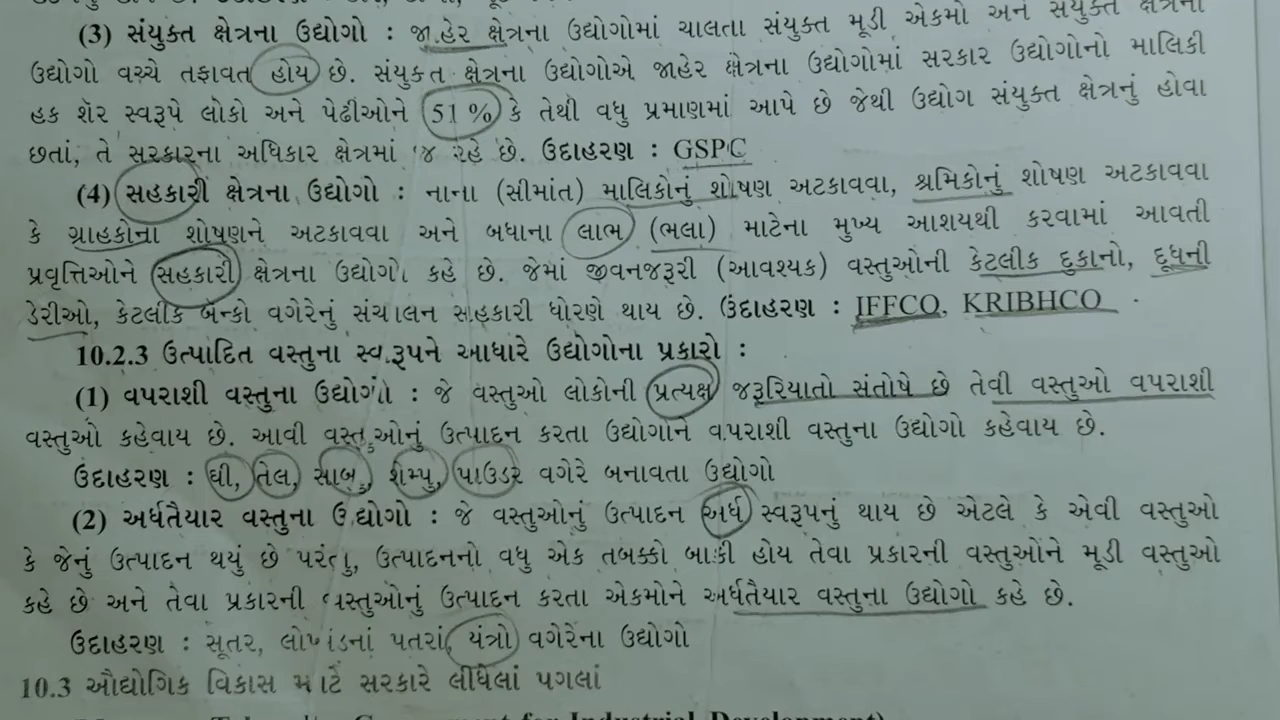 (3) સંયુક્ત ક્ષેત્રના ઉદ્યોગો : જાહેર ક્ષેત્રના ઉદ્યોગોમાં ચાલતા સંયુક્ત મૂડી એકમો અને સંયુક્ત ક્ષેત્રના
ઉદ્યોગો વચ્ચે તફાવત હોય છે. સંયુક્ત ક્ષેત્રના ઉદ્યોગોએ જાહેર ક્ષેત્રના ઉદ્યોગોમાં સરકાર ઉદ્યોગોનો માલિકી
હક શૅર સ્વરૂપે લોકો અને પેઢીઓને 51 % કે તેથી વધુ પ્રમાણમાં આપે છે જેથી ઉદ્યોગ સંયુક્ત ક્ષેત્રનું હોવા
છતાં, તે સરકારના અધિકાર ક્ષેત્રમાં જ રહે છે. ઉદાહરણ : GSPC
(4) સહકારી ક્ષેત્રના ઉદ્યોગો : નાના (સીમાંત) માલિકોનું શોષણ અટકાવવા, શ્રમિકોનું શોષણ અટકાવવા
કે ગ્રાહકોના શોષણને અટકાવવા અને બધાના લાભ (ભલા) માટેના મુખ્ય આશયથી કરવામાં આવતી
પ્રવૃત્તિઓને સહકારી ક્ષેત્રના ઉદ્યોગો કહે છે. જેમાં જીવનજરૂરી (આવશ્યક) વસ્તુઓની કેટલીક દુકાનો, દૂધની
ડેરીઓ, કેટલીક બૅન્કો વગેરેનું સંચાલન સહકારી ધોરણે થાય છે. ઉદાહરણ : IFFCO, KRIBHCO
10.2.3 ઉત્પાદિત વસ્તુના સ્વરૂપને આધારે ઉદ્યોગોના પ્રકારો :
(1) વપરાશી વસ્તુના ઉદ્યોગો : જે વસ્તુઓ લોકોની પ્રત્યક્ષ જરૂરિયાતો સંતોષે છે તેવી વસ્તુઓ વપરાશી
વસ્તુઓ કહેવાય છે. આવી વસ્તુઓનું ઉત્પાદન કરતા ઉદ્યોગોને વપરાશી વસ્તુના ઉદ્યોગો કહેવાય છે.
ઉદાહરણ : ઘી, તેલ, સાબુ, શેમ્પુ, પાઉડર વગેરે બનાવતા ઉદ્યોગો
(2) અર્ધતૈયાર વસ્તુના ઉદ્યોગો : જે વસ્તુઓનું ઉત્પાદન અર્ધ સ્વરૂપનું થાય છે એટલે કે એવી વસ્તુઓ
કે જેનું ઉત્પાદન થયું છે પરંતુ, ઉત્પાદનનો વધુ એક તબક્કો બાકી હોય તેવા પ્રકારની વસ્તુઓને મૂડી વસ્તુઓ
કહે છે અને તેવા પ્રકારની વસ્તુઓનું ઉત્પાદન કરતા એકમોને અર્ધતૈયાર વસ્તુના ઉદ્યોગો કહે છે.
ઉદાહરણ : સૂતર, લોખંડનાં પતરાં, યંત્રો વગેરેના ઉદ્યોગો
10.3 ઔદ્યોગિક વિકાસ માટે સરકારે લીધેલાં પગલાં
Government for Industrial Development)